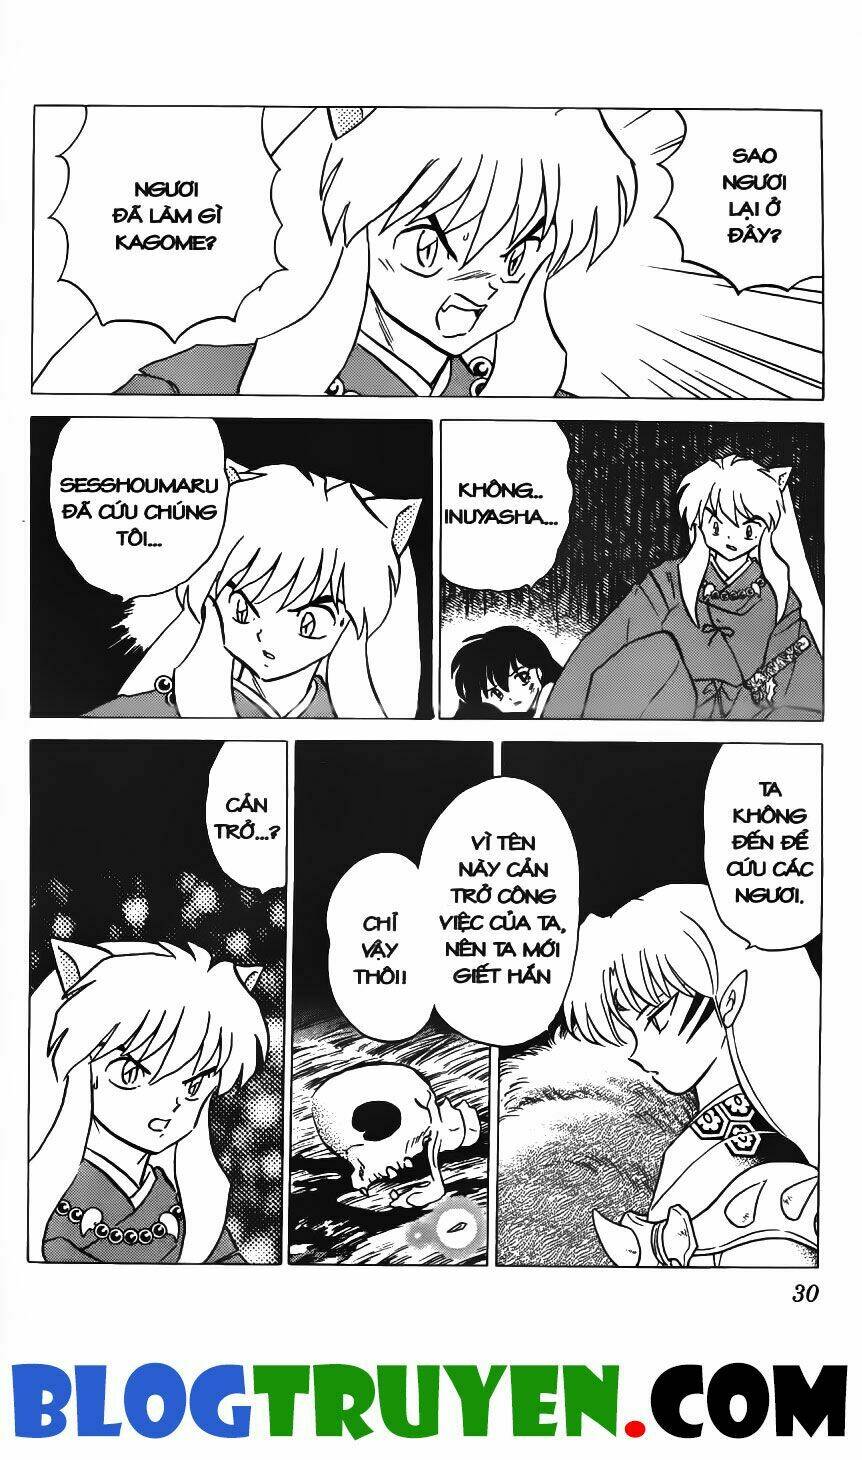 SAO
NGƯƠI
LẠI Ở
ĐÂY?
NGƯƠI
ĐÃ LÀM GÌ
KAGOME?
KHÔNG...
INUYASHA...
SESSHOUMARU
ĐÃ CỨU CHÚNG
TÔI...
TA
KHÔNG
ĐẾN ĐỂ
CỨU CÁC
NGƯƠI.
VÌ TÊN
NÀY CẢN
TRỞ CÔNG
VIỆC CỦA TA,
NÊN TA MỚI
GIẾT HẮN
CHỈ
VẬY
THÔI!
CẢN
TRỞ...?
30
BLOGTRUYEN.COM